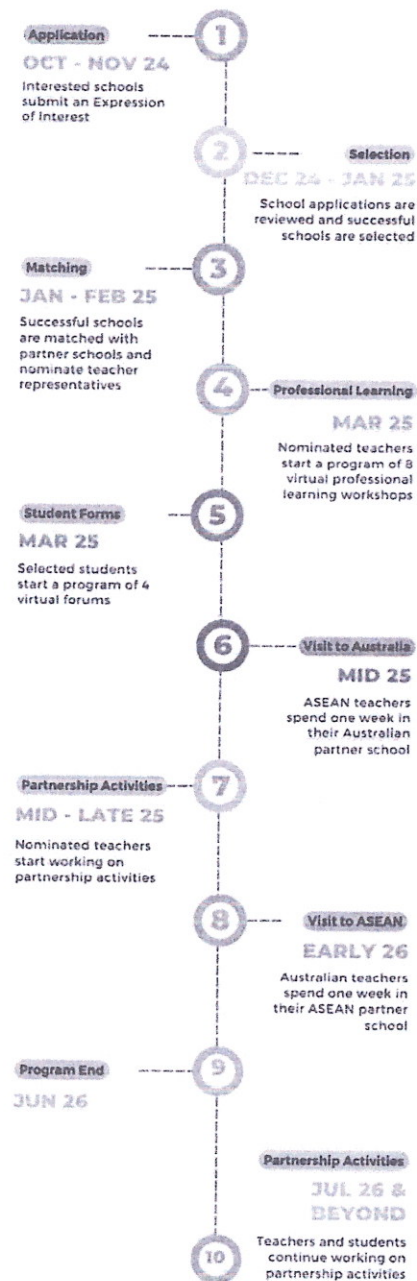 1
Application
OCT - NOV 24
Interested schools
submit an Expression
of Interest
2
Selection
DEC 24 - JAN 25
School applications are
reviewed and successful
schools are selected
3
Matching
JAN - FEB 25
Successful schools
are matched with
partner schools and
nominate teacher
representatives
4
Professional Learning
MAR 25
Nominated teachers
start a program of 8
virtual professional
learning workshops
5
Student Forms
MAR 25
Selected students
start a program of 4
virtual forums
6
Visit to Australia
MID 25
ASEAN teachers
spend one week in
their Australian
partner school
7
Partnership Activities
MID - LATE 25
Nominated teachers
start working on
partnership activities
8
Visit to ASEAN
EARLY 26
Australian teachers
spend one week in
their ASEAN partner
school
9
Program End
JUN 26
Partnership Activities
JUL 26 &
BEYOND
10
Teachers and students
continue working on
partnership activities